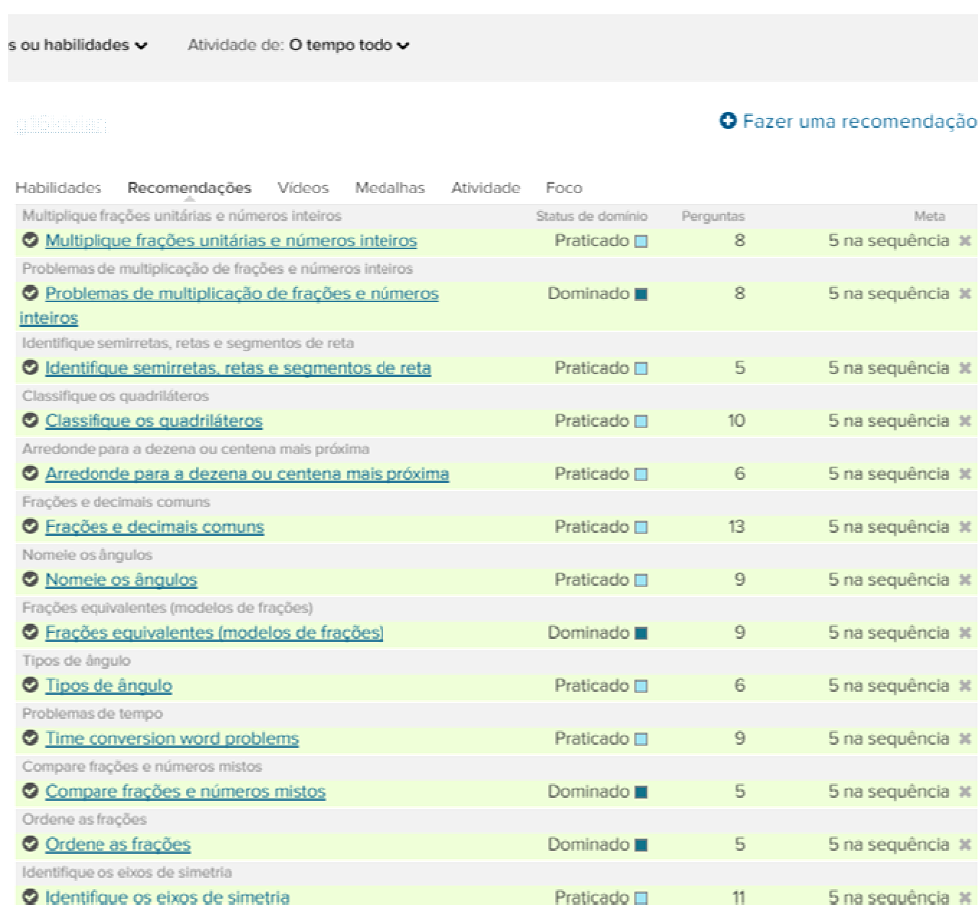 s ou habilidades Atividade de: O tempo todo
Fazer uma recomendação
Habilidades Recomendações Vídeos Medalhas Atividade Foco
Multiplique frações unitárias e números inteiros Status de domínio Perguntas Meta
Multiplique frações unitárias e números inteiros Praticado 8 5 na sequência
Problemas de multiplicação de frações e números inteiros
Problemas de multiplicação de frações e números Dominado 8 5 na sequência
inteiros
Identifique semirretas, retas e segmentos de reta
Identifique semirretas, retas e segmentos de reta Praticado 5 5 na sequência
Classifique os quadriláteros
Classifique os quadriláteros Praticado 10 5 na sequência
Arredonde para a dezena ou centena mais próxima
Arredonde para a dezena ou centena mais próxima Praticado 6 5 na sequência
Frações e decimais comuns
Frações e decimais comuns Praticado 13 5 na sequência
Nomeie os ângulos
Nomeie os ângulos Praticado 9 5 na sequência
Frações equivalentes (modelos de frações)
Frações equivalentes (modelos de frações) Dominado 9 5 na sequência
Tipos de ângulo
Tipos de ângulo Praticado 6 5 na sequência
Problemas de tempo
Time conversion word problems Praticado 9 5 na sequência
Compare frações e números mistos
Compare frações e números mistos Dominado 5 5 na sequência
Ordene as frações
Ordene as frações Dominado 5 5 na sequência
Identifique os eixos de simetria
Identifique os eixos de simetria Praticado 11 5 na sequência